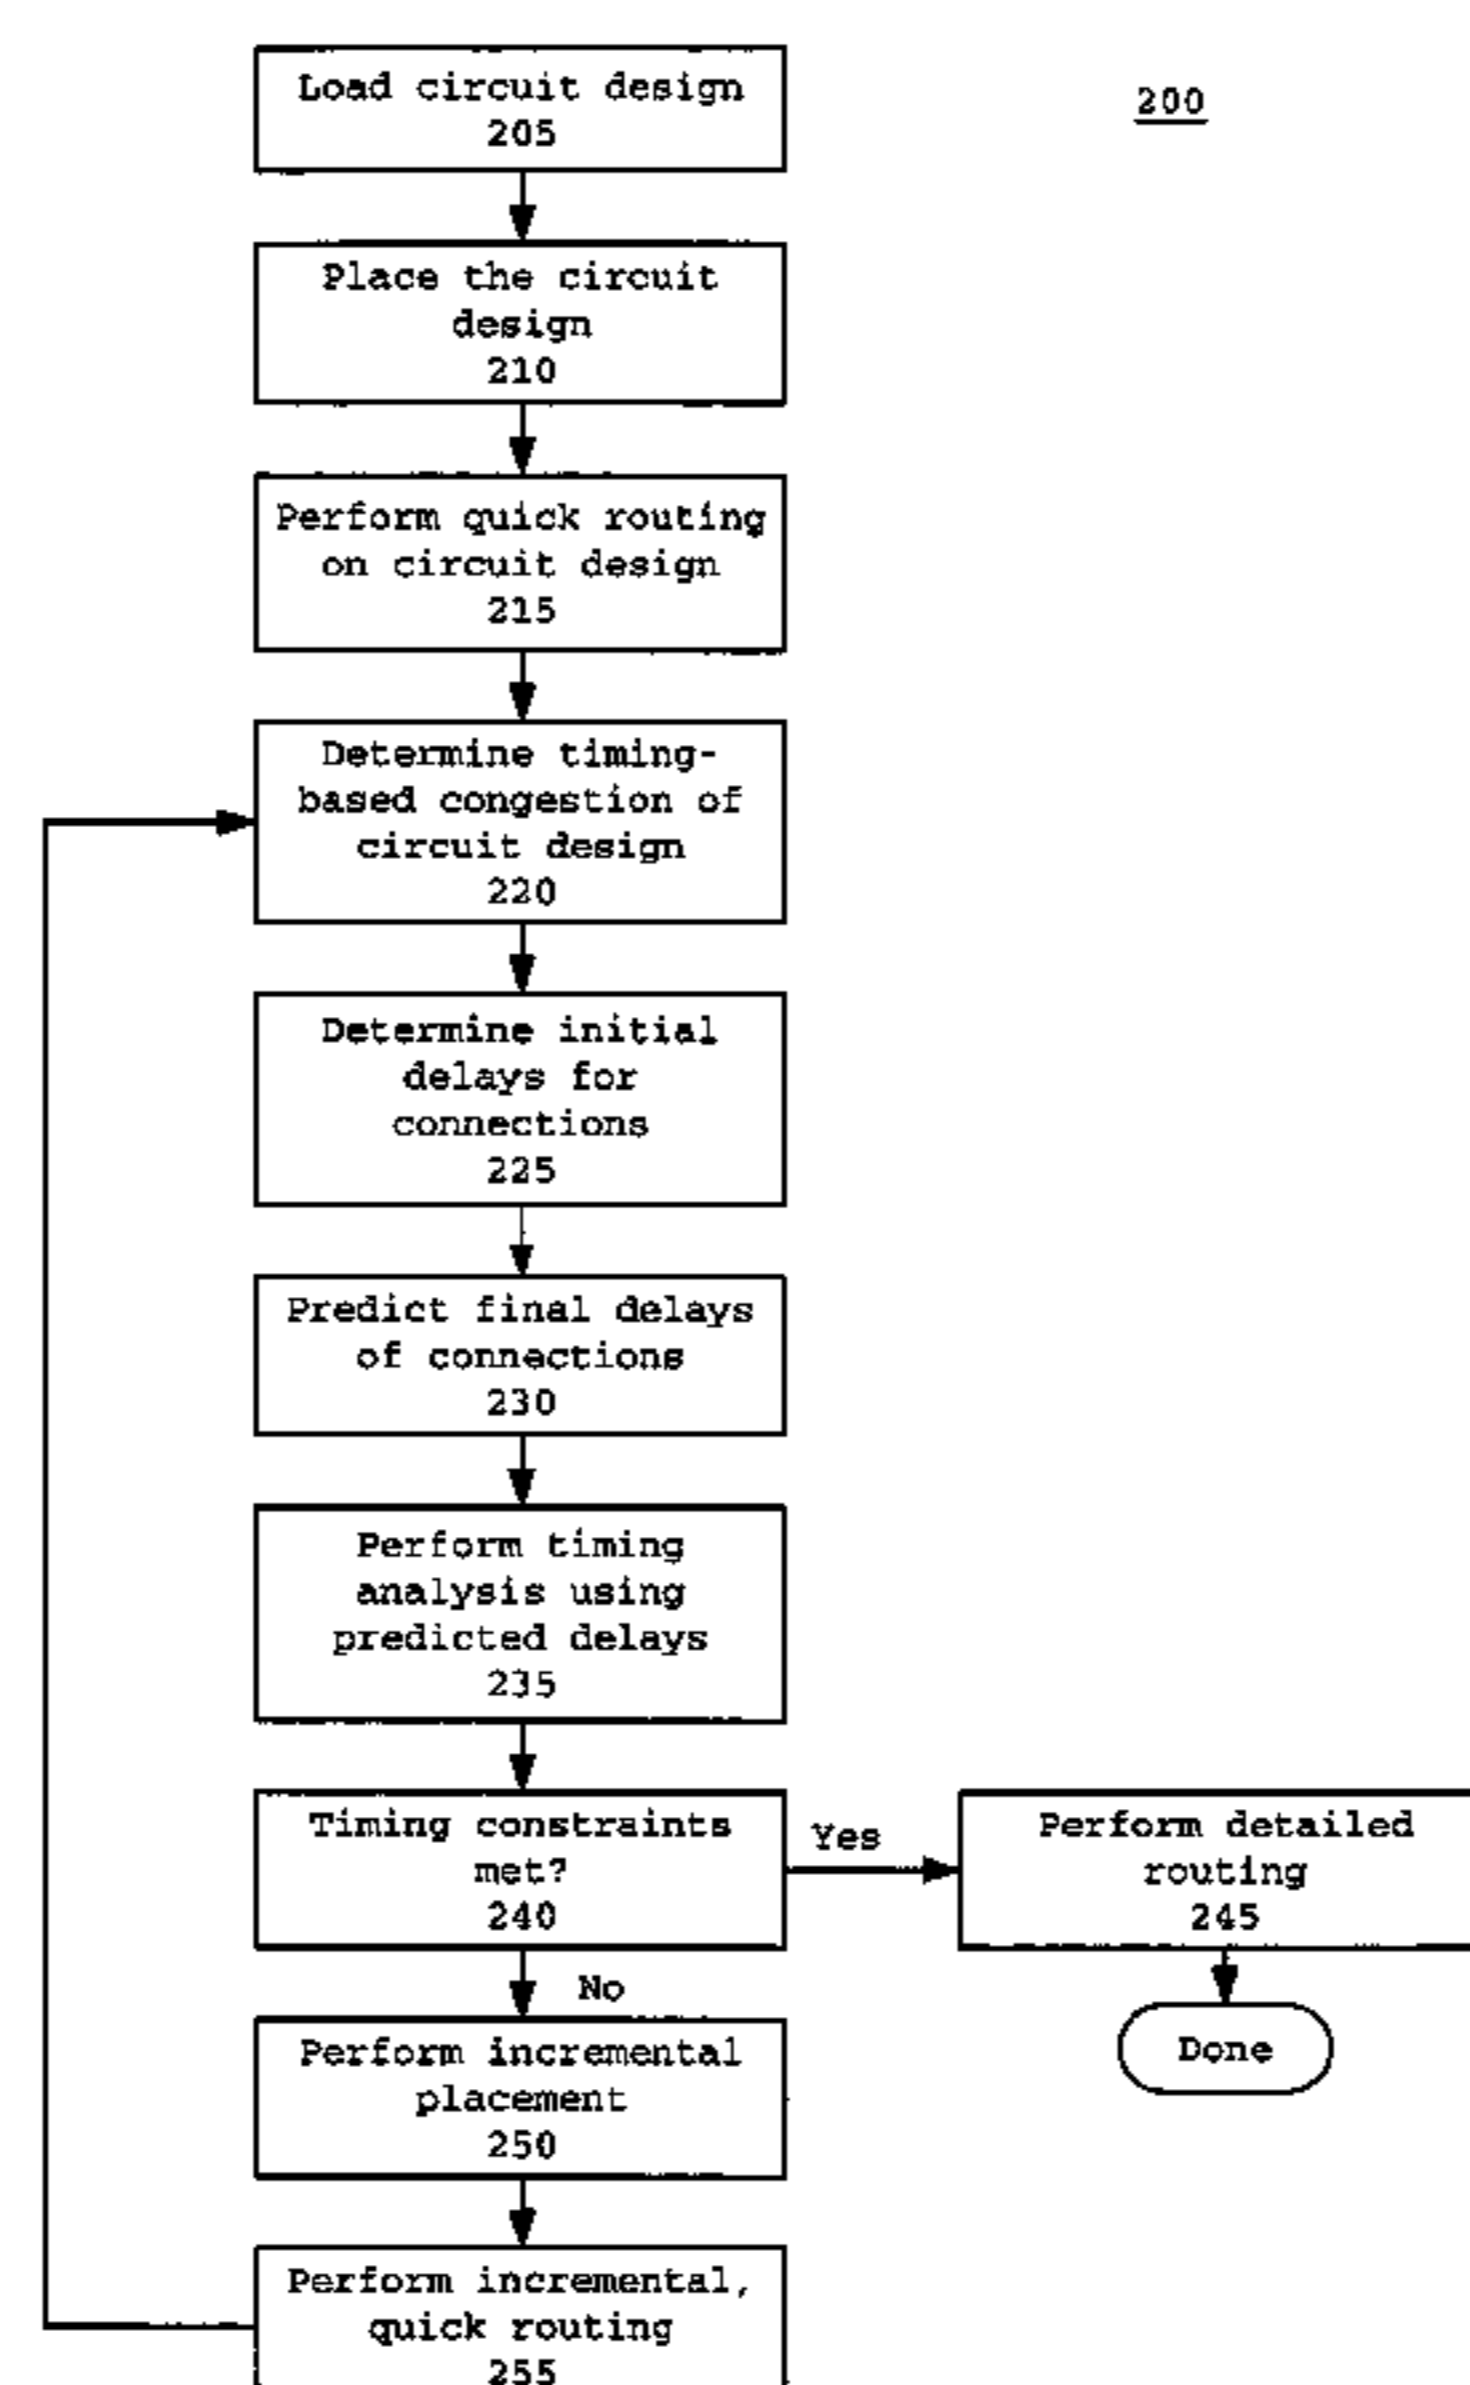 Load circuit design
205
200
Place the circuit
design
210
Perform quick routing
on circuit design
215
Determine timing-
based congestion of
circuit design
220
Determine initial
delays for
connections
225
Predict final delays
of connections
230
Perform timing
analysis using
predicted delays
235
Timing constraints
met?
240
Yes
Perform detailed
routing
245
Done
No
Perform incremental
placement
250
Perform incremental,
quick routing
255